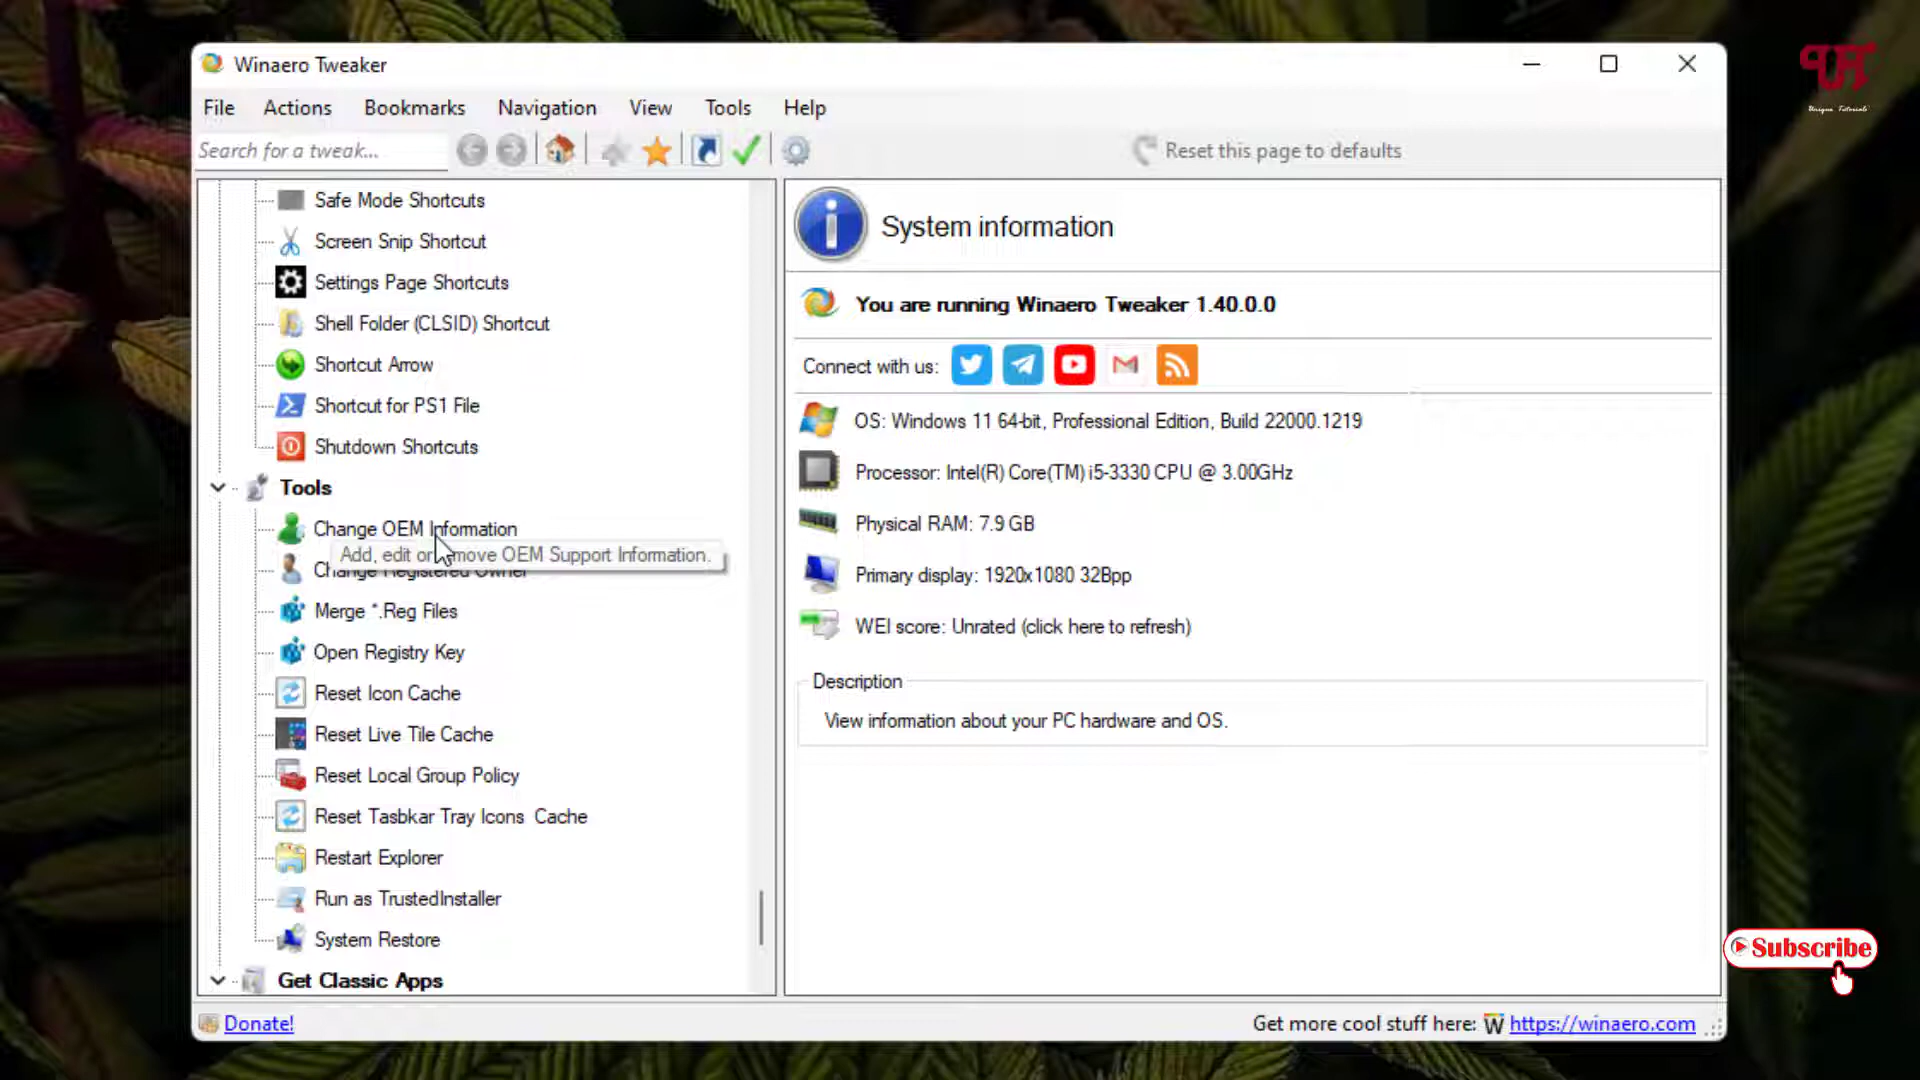 Winaero Tweaker
File Actions Bookmarks Navigation View Tools Help
Search for a tweak...
Reset this page to defaults
Safe Mode Shortcuts
Screen Snip Shortcut
Settings Page Shortcuts
Shell Folder (CLSID) Shortcut
Shortcut Arrow
Shortcut for PS1 File
Shutdown Shortcuts
Tools
Change OEM Information
Add, edit or remove OEM Support Information.
Change Registered Owner
Merge *.Reg Files
Open Registry Key
Reset Icon Cache
Reset Live Tile Cache
Reset Local Group Policy
Reset Tasbkar Tray Icons Cache
Restart Explorer
Run as TrustedInstaller
System Restore
Get Classic Apps
System information
You are running Winaero Tweaker 1.40.0.0
Connect with us:
OS: Windows 11 64-bit, Professional Edition, Build 22000.1219
Processor: Intel(R) Core(TM) i5-3330 CPU @ 3.00GHz
Physical RAM: 7.9 GB
Primary display: 1920x1080 32Bpp
WEI score: Unrated (click here to refresh)
Description
View information about your PC hardware and OS.
Donate!
Get more cool stuff here: W https://winaero.com
UT
Unique Tutorials
Subscribe